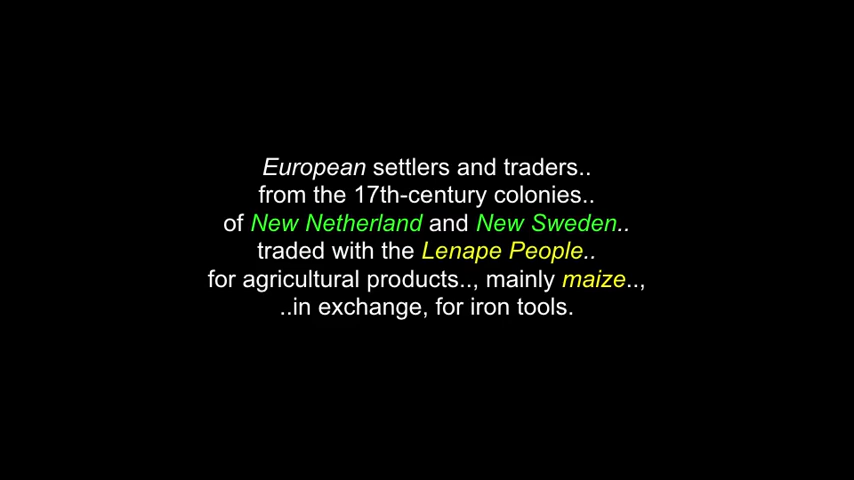 European settlers and traders..
from the 17th-century colonies..
of New Netherland and New Sweden..
traded with the Lenape People..
for agricultural products.., mainly maize..,
..in exchange, for iron tools.